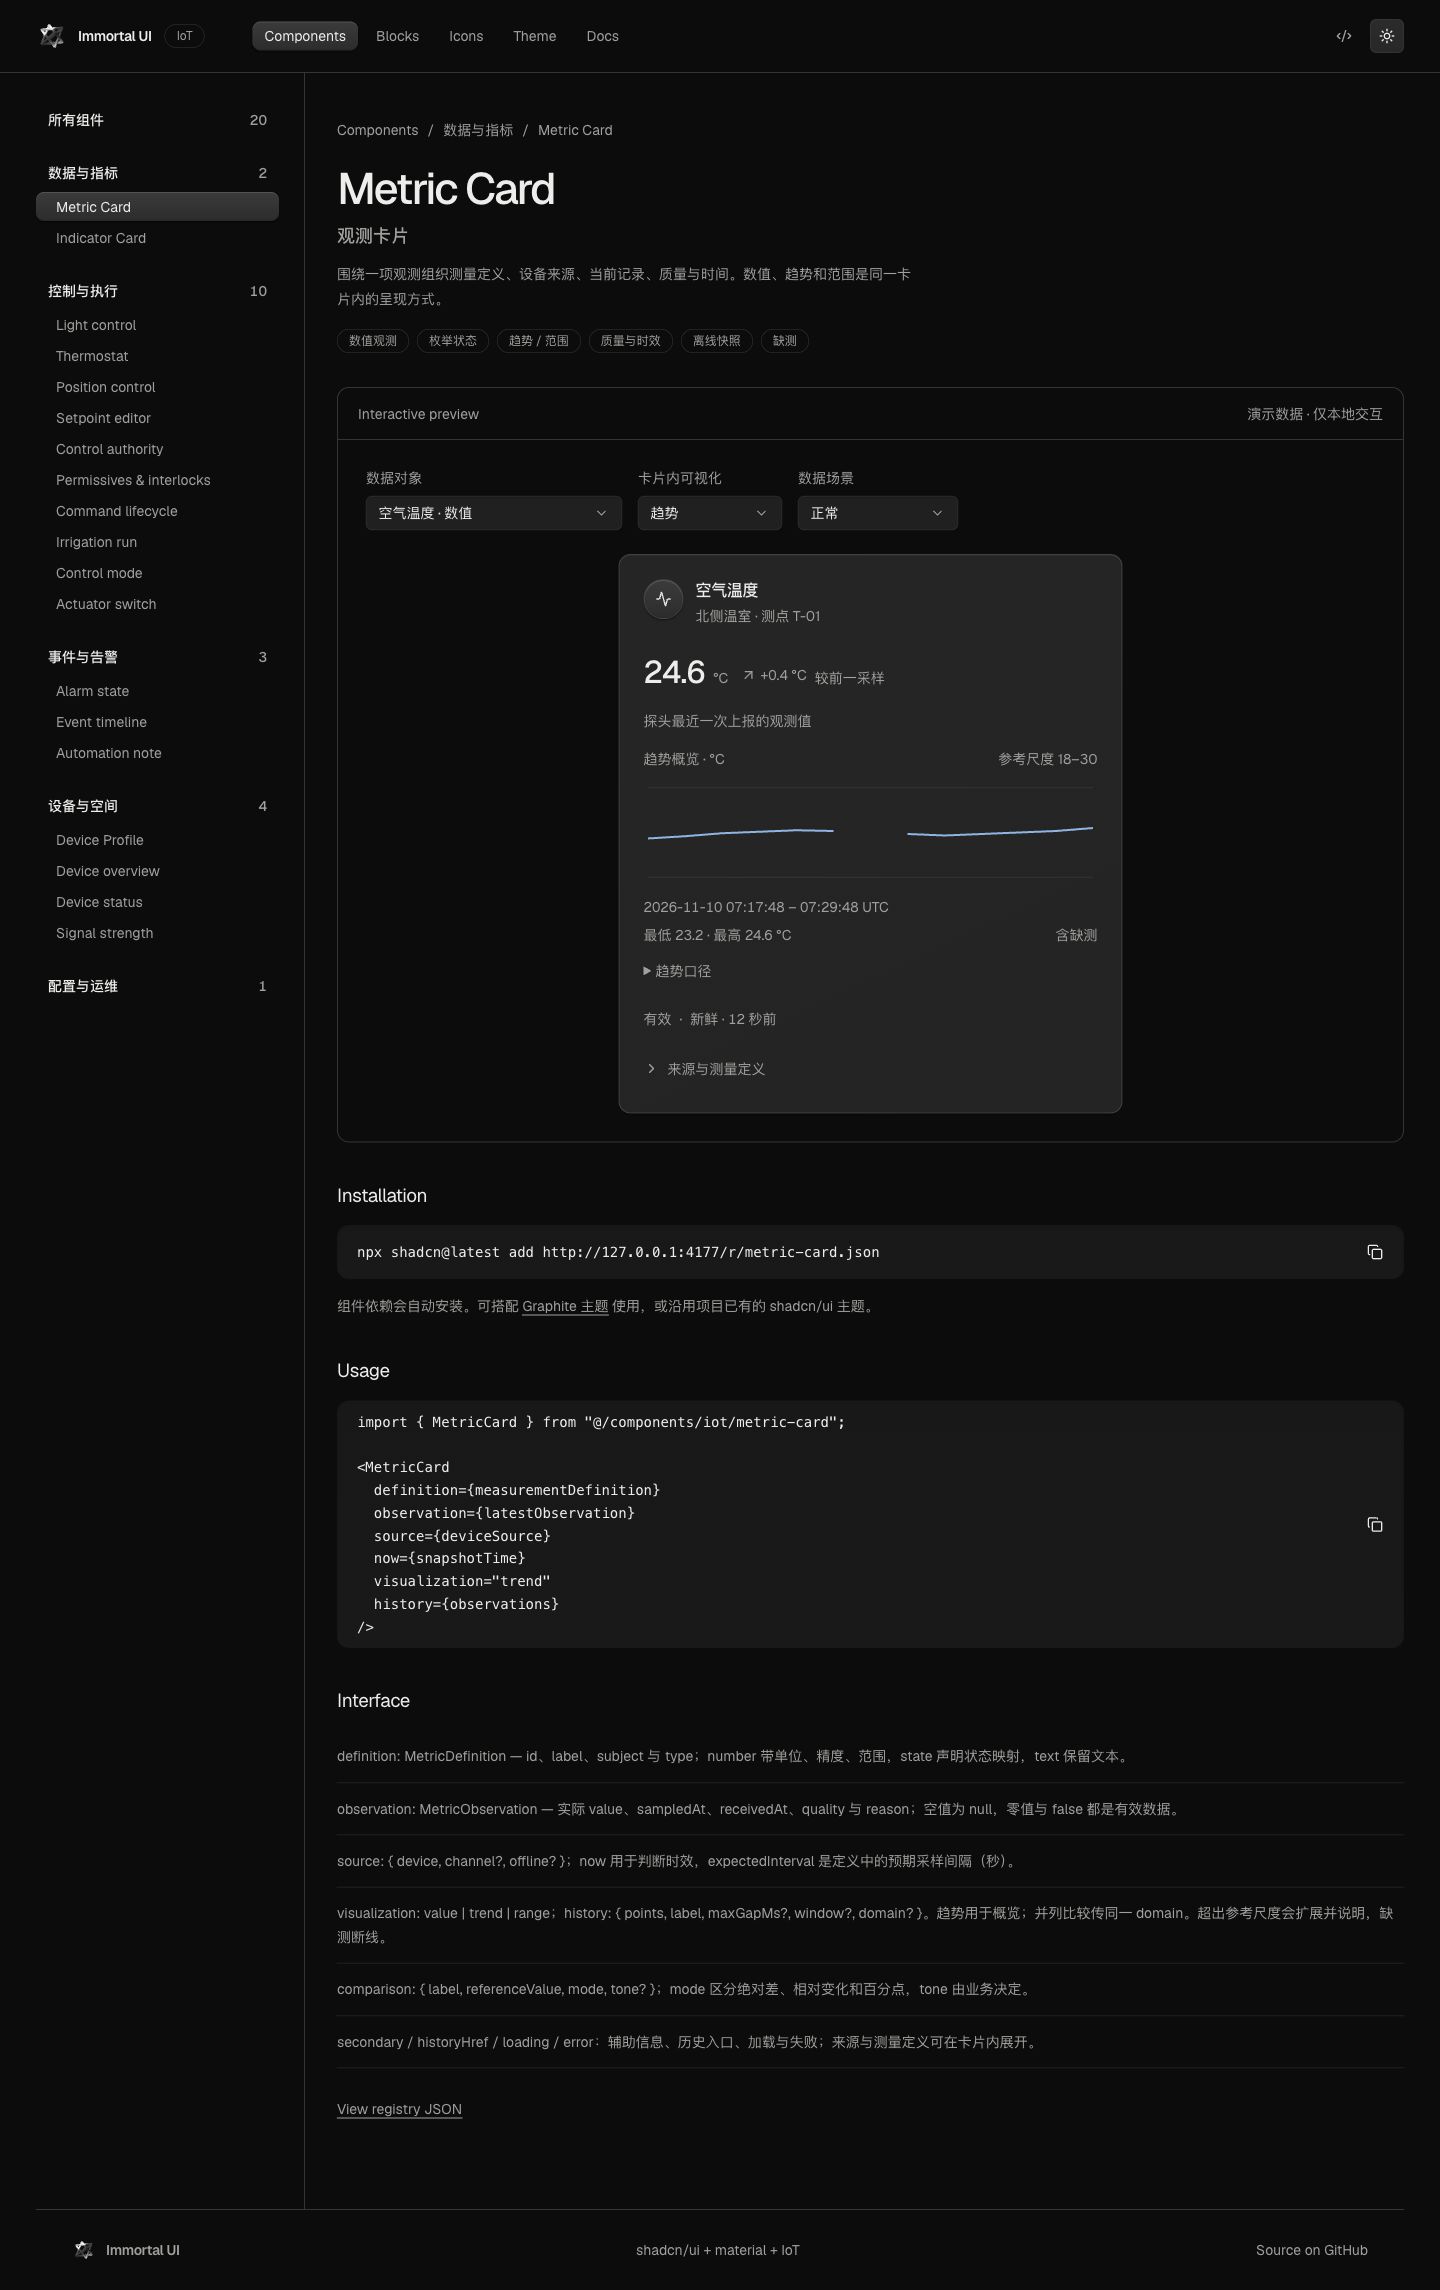 Immortal UI IoT Components Blocks Icons Theme Docs
所有组件 20
数据与指标 2
Metric Card
Indicator Card
控制与执行 10
Light control
Thermostat
Position control
Setpoint editor
Control authority
Permissives & interlocks
Command lifecycle
Irrigation run
Control mode
Actuator switch
事件与告警 3
Alarm state
Event timeline
Automation note
设备与空间 4
Device Profile
Device overview
Device status
Signal strength
配置与运维 1
Components / 数据与指标 / Metric Card
Metric Card
观测卡片
围绕一项观测组织测量定义、设备来源、当前记录、质量与时间。数值、趋势和范围是同一卡
片内的呈现方式。
数值观测 枚举状态 趋势 / 范围 质量与时效 离线快照 缺测
Interactive preview 演示数据 · 仅本地交互
数据对象 卡片内可视化 数据场景
空气温度 · 数值 趋势 正常
空气温度
北侧温室 · 测点 T-01
24.6 °C +0.4 °C 较前一采样
探头最近一次上报的观测值
趋势概览 · °C 参考尺度 18–30
2026-11-10 07:17:48 – 07:29:48 UTC
最低 23.2 · 最高 24.6 °C 含缺测
趋势口径
有效 · 新鲜 · 12 秒前
来源与测量定义
Installation
npx shadcn@latest add http://127.0.0.1:4177/r/metric-card.json
组件依赖会自动安装。可搭配 Graphite 主题 使用，或沿用项目已有的 shadcn/ui 主题。
Usage
import { MetricCard } from "@/components/iot/metric-card";
<MetricCard
definition={measurementDefinition}
observation={latestObservation}
source={deviceSource}
now={snapshotTime}
visualization="trend"
history={observations}
/>
Interface
definition: MetricDefinition — id、label、subject 与 type；number 带单位、精度、范围，state 声明状态映射，text 保留文本。
observation: MetricObservation — 实际 value、sampledAt、receivedAt、quality 与 reason；空值为 null，零值与 false 都是有效数据。
source: { device, channel?, offline? }；now 用于判断时效，expectedInterval 是定义中的预期采样间隔（秒）。
visualization: value | trend | range；history: { points, label, maxGapMs?, window?, domain? }。趋势用于概览；并列比较传同一 domain。超出参考尺度会扩展并说明，缺
测断线。
comparison: { label, referenceValue, mode, tone? }；mode 区分绝对差、相对变化和百分点，tone 由业务决定。
secondary / historyHref / loading / error：辅助信息、历史入口、加载与失败；来源与测量定义可在卡片内展开。
View registry JSON
Immortal UI shadcn/ui + material + IoT Source on GitHub